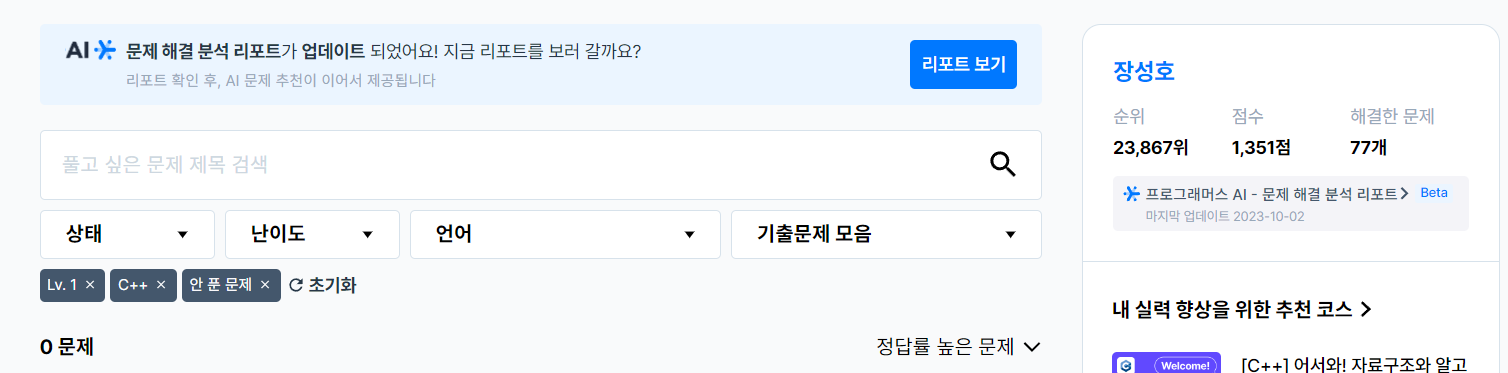 AI 문제 해결 분석 리포트가 업데이트 되었어요! 지금 리포트를 보러 갈까요?
리포트 확인 후, AI 문제 추천이 이어서 제공됩니다
리포트 보기
풀고 싶은 문제 제목 검색
상태
난이도
언어
기출문제 모음
Lv. 1 ×
C++ ×
안 푼 문제 ×
초기화
0 문제
정답률 높은 문제
장성호
순위 점수 해결한 문제
23,867위 1,351점 77개
프로그래머스 AI - 문제 해결 분석 리포트 Beta
마지막 업데이트 2023-10-02
내 실력 향상을 위한 추천 코스
Welcome!
[C++] 어서와! 자료구조와 알고